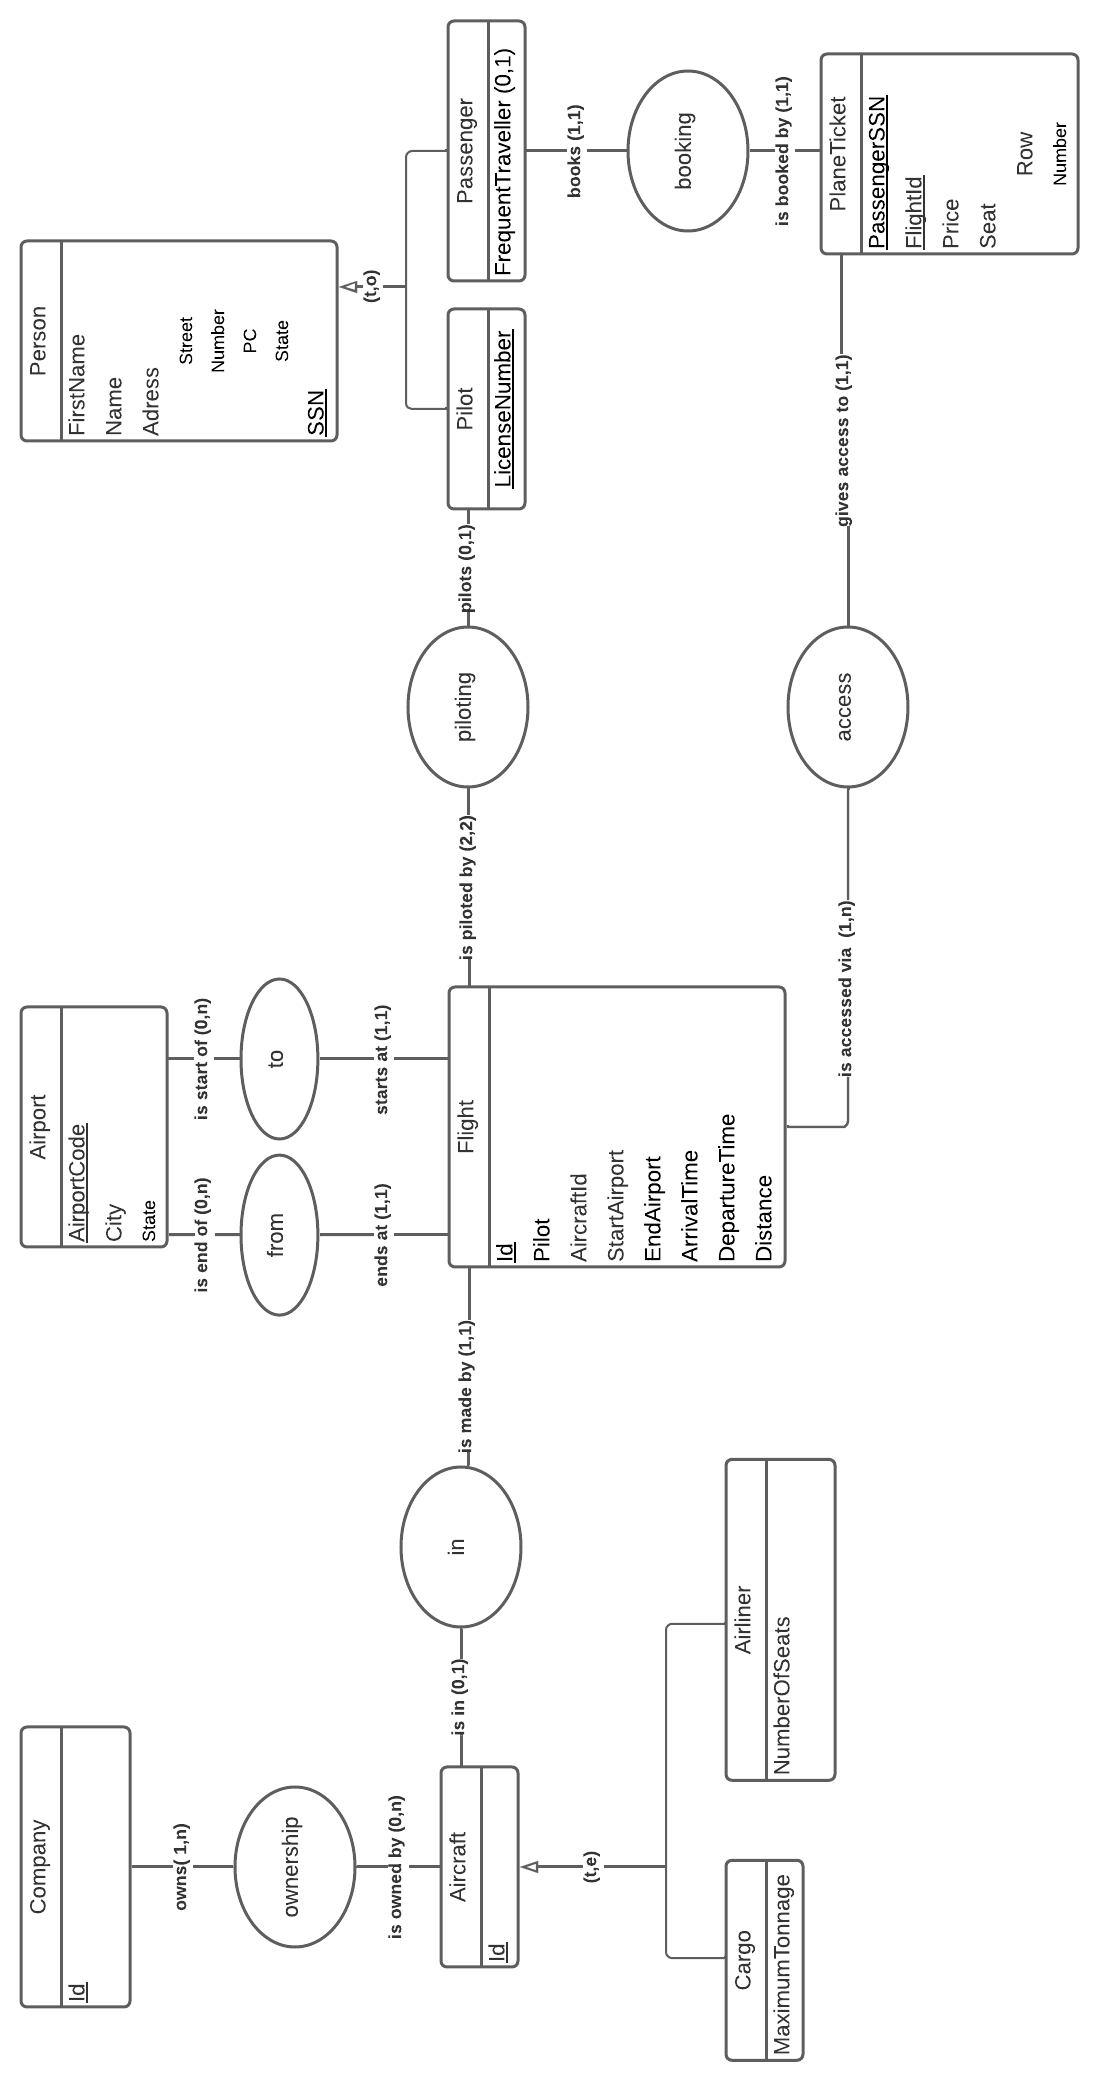 Company
Id
owns( 1,n)
ownership
is owned by (0,n)
Aircraft
Id
(t,e)
Cargo
MaximumTonnage
Airliner
NumberOfSeats
is in (0,1)
in
is made by (1,1)
Airport
AirportCode
City
State
is end of (0,n)
from
ends at (1,1)
is start of (0,n)
to
starts at (1,1)
Flight
Id
Pilot
AircraftId
StartAirport
EndAirport
ArrivalTime
DepartureTime
Distance
is piloted by (2,2)
piloting
pilots (0,1)
is accessed via (1,n)
access
gives access to (1,1)
Person
FirstName
Name
Adress
Street
Number
PC
State
SSN
(t,o)
Pilot
LicenseNumber
Passenger
FrequentTraveller (0,1)
books (1,1)
booking
is booked by (1,1)
PlaneTicket
PassengerSSN
FlightId
Price
Seat
Row
Number